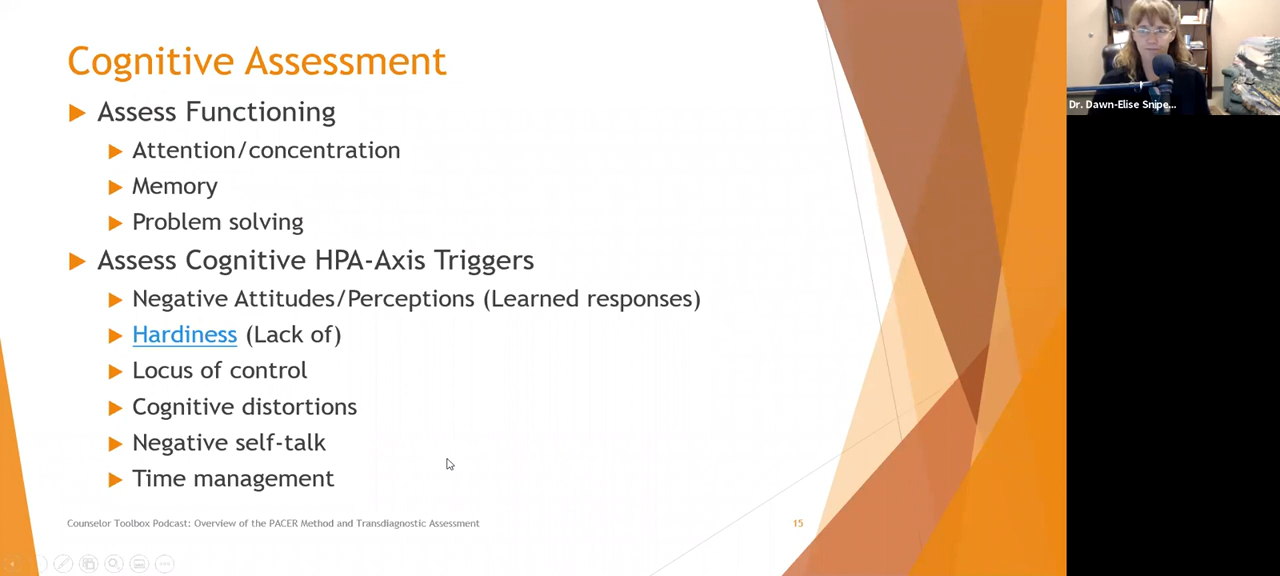 Cognitive Assessment
Assess Functioning
Attention/concentration
Memory
Problem solving
Assess Cognitive HPA-Axis Triggers
Negative Attitudes/Perceptions (Learned responses)
Hardiness (Lack of)
Locus of control
Cognitive distortions
Negative self-talk
Time management
Counselor Toolbox Podcast: Overview of the PACER Method and Transdiagnostic Assessment
15
Dr. Dawn-Elise Snipe...